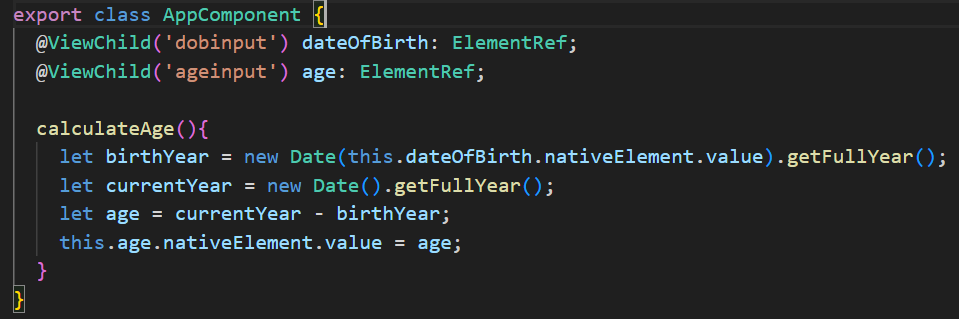 export class AppComponent {
  @ViewChild('dobinput') dateOfBirth: ElementRef;
  @ViewChild('ageinput') age: ElementRef;

  calculateAge(){
    let birthYear = new Date(this.dateOfBirth.nativeElement.value).getFullYear();
    let currentYear = new Date().getFullYear();
    let age = currentYear - birthYear;
    this.age.nativeElement.value = age;
  }
}